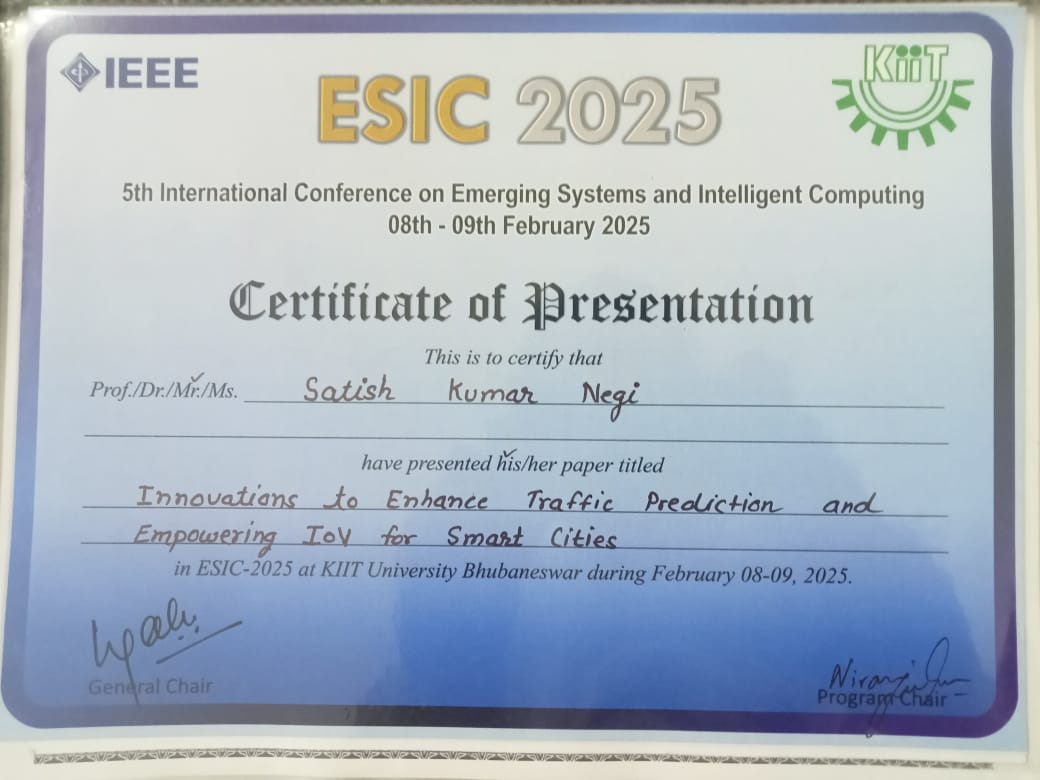 IEEE
ESIC 2025
KiiT
5th International Conference on Emerging Systems and Intelligent Computing
08th - 09th February 2025
Certificate of Presentation
This is to certify that
Prof./Dr./Mr./Ms. Satish Kumar Negi
have presented his/her paper titled
Innovations to Enhance Traffic Prediction and
Empowering IoV for Smart Cities
in ESIC-2025 at KIIT University Bhubaneswar during February 08-09, 2025.
General Chair
Program Chair